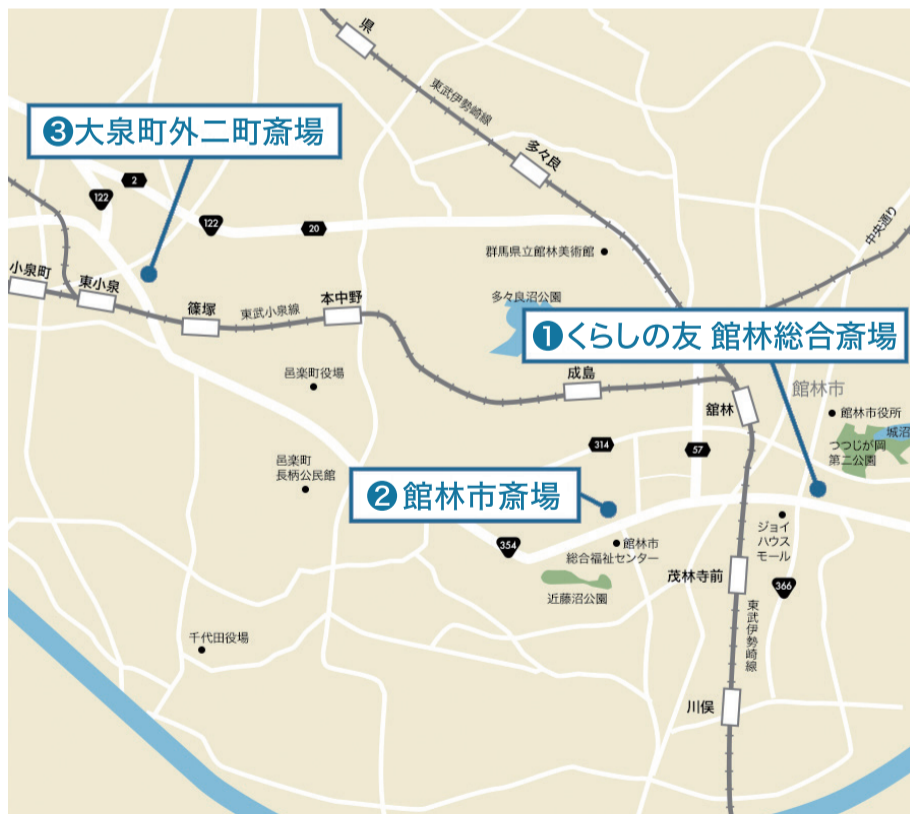 県
東武伊勢崎線
❸大泉町外二町斎場
多々良
2
122
122
20
中央通り
群馬県立館林美術館
小泉町
東小泉
篠塚
東武小泉線
本中野
多々良沼公園
❶くらしの友 館林総合斎場
邑楽町役場
成島
舘林
館林市
館林市役所
城沼
つつじが岡
第二公園
314
57
邑楽町
長柄公民館
❷館林市斎場
354
館林市
総合福祉センター
ジョイ
ハウス
モール
近藤沼公園
茂林寺前
366
東武伊勢崎線
千代田役場
川俣